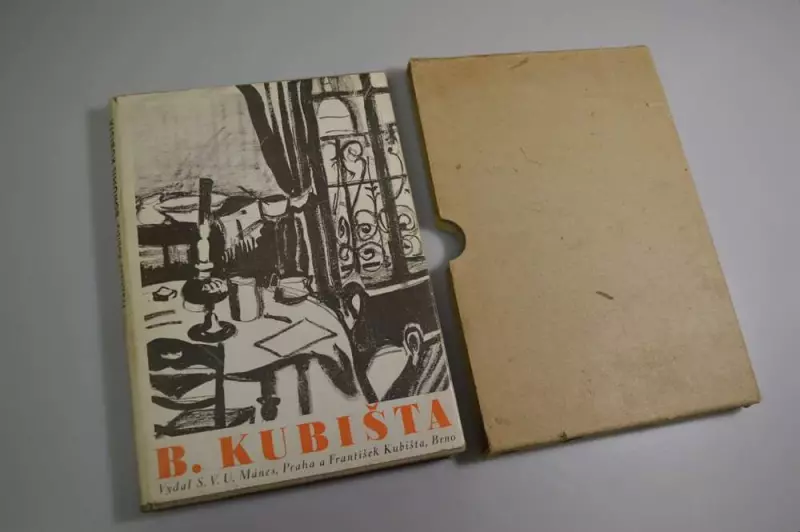 B. KUBIŠTA
Vydal S. V. U. Mánes, Praha a František Kubišta, Brno